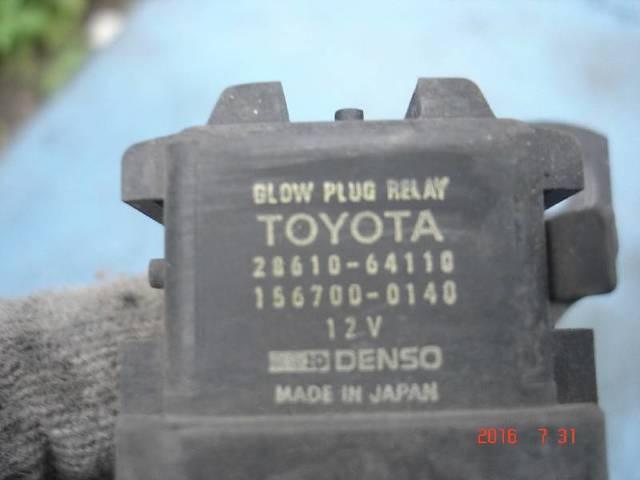 GLOW PLUG RELAY
TOYOTA
28610-64110
156700-0140
12V
DENSO
MADE IN JAPAN
2016 7 31